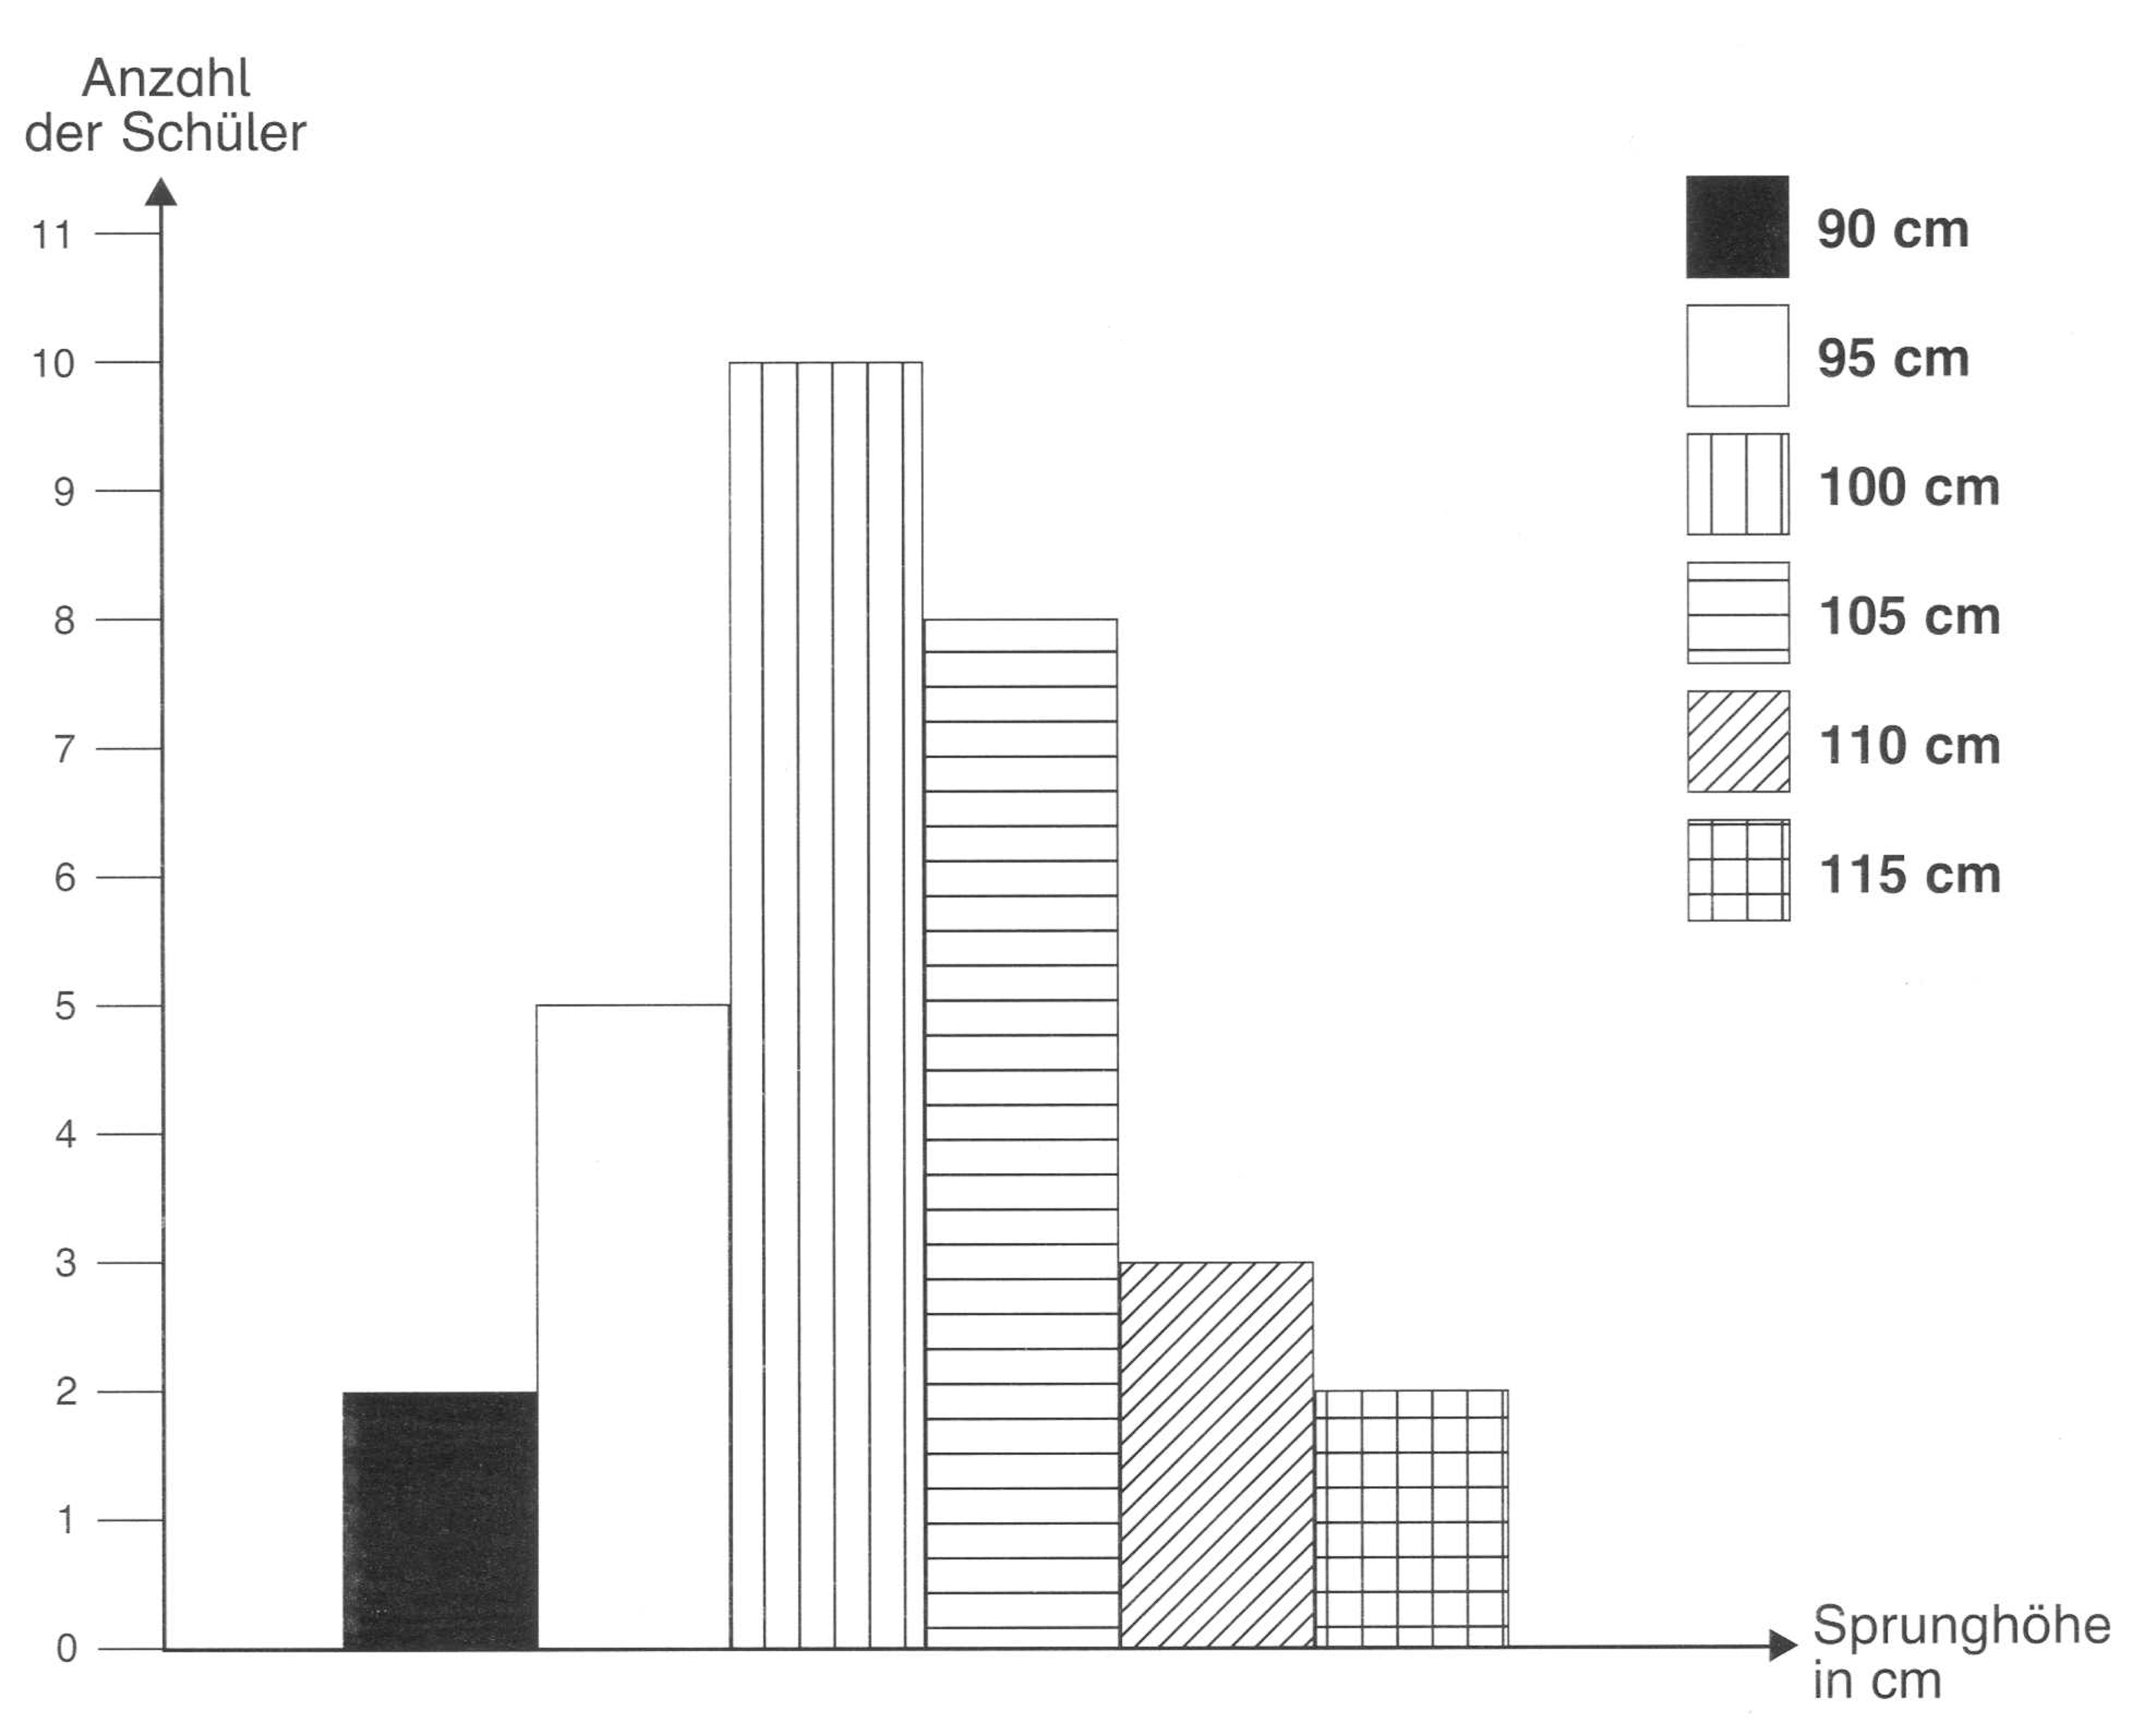 Anzahl
der Schüler
11
10
9
8
7
6
5
4
3
2
1
0
90 cm
95 cm
100 cm
105 cm
110 cm
115 cm
Sprunghöhe
in cm